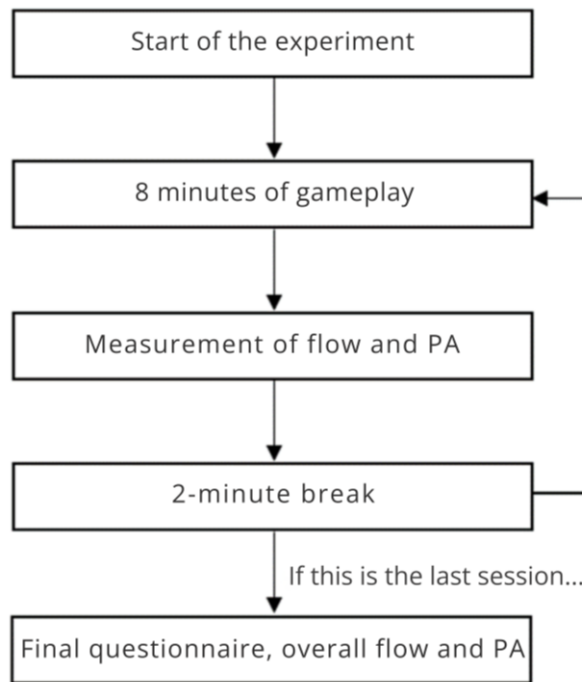 Start of the experiment
8 minutes of gameplay
Measurement of flow and PA
2-minute break
If this is the last session...
Final questionnaire, overall flow and PA